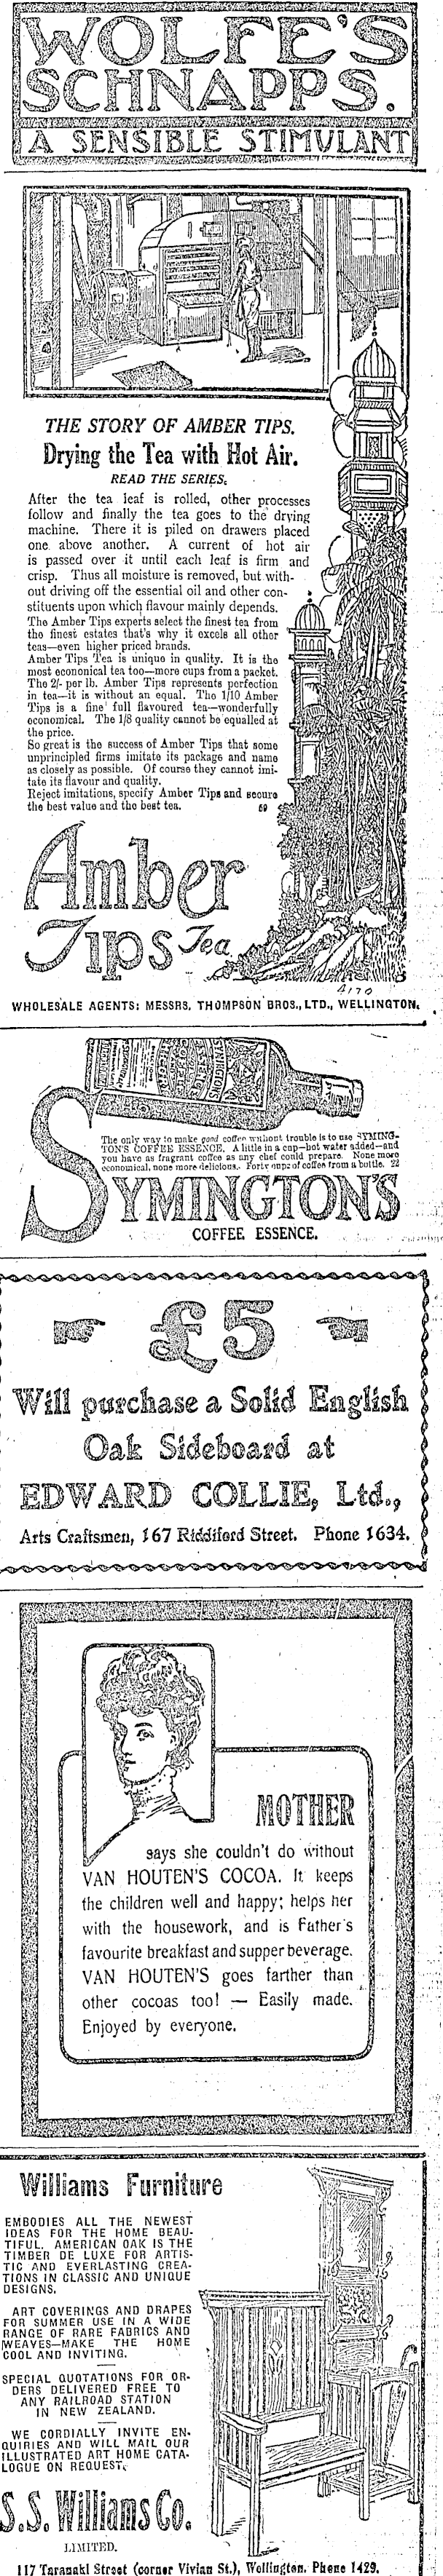 WOLFE'S
SCHNAPPS.
A SENSIBLE STIMULANT
THE STORY OF AMBER TIPS.
Drying the Tea with Hot Air.
READ THE SERIES.
After the tea leaf is rolled, other processes
follow and finally the tea goes to the drying
machine. There it is piled on drawers placed
one above another. A current of hot air
is passed over it until each leaf is firm and
crisp. Thus all moisture is removed, but with-
out driving off the essential oil and other con-
stituents upon which flavour mainly depends.
The Amber Tips experts select the finest tea from
the finest estates that's why it excels all other
teas—even higher priced brands.
Amber Tips Tea is unique in quality. It is the
most economical tea too—more cups from a packet.
The 2/- per lb. Amber Tips represents perfection
in tea—it is without an equal. The 1/10 Amber
Tips is a fine full flavoured tea—wonderfully
economical. The 1/8 quality cannot be equalled at
the price.
So great is the success of Amber Tips that some
unprincipled firms imitate its package and name
as closely as possible. Of course they cannot imi-
tate its flavour and quality.
Reject imitations, specify Amber Tips and secure
the best value and the best tea. 69
Amber
Tips Tea
4170
WHOLESALE AGENTS: MESSRS. THOMPSON BROS., LTD., WELLINGTON.
The only way to make good coffee without trouble is to use SYMING-
TON'S COFFEE ESSENCE. A little in a cup—hot water added—and
you have as fragrant coffee as any chef could prepare. None more
economical, none more delicious. Forty cups of coffee from a bottle. 22
SYMINGTON'S
COFFEE ESSENCE.
£5
Will purchase a Solid English
Oak Sideboard at
EDWARD COLLIE, Ltd.,
Arts Craftsmen, 167 Riddiford Street. Phone 1634.
MOTHER
says she couldn't do without
VAN HOUTEN'S COCOA. It keeps
the children well and happy; helps her
with the housework, and is Father's
favourite breakfast and supper beverage.
VAN HOUTEN'S goes farther than
other cocoas too! — Easily made.
Enjoyed by everyone.
Williams Furniture
EMBODIES ALL THE NEWEST
IDEAS FOR THE HOME BEAU-
TIFUL. AMERICAN OAK IS THE
TIMBER DE LUXE FOR ARTIS-
TIC AND EVERLASTING CREA-
TIONS IN CLASSIC AND UNIQUE
DESIGNS.
ART COVERINGS AND DRAPES
FOR SUMMER USE IN A WIDE
RANGE OF RARE FABRICS AND
WEAVES—MAKE THE HOME
COOL AND INVITING.
SPECIAL QUOTATIONS FOR OR-
DERS DELIVERED FREE TO
ANY RAILROAD STATION
IN NEW ZEALAND.
WE CORDIALLY INVITE EN-
QUIRIES AND WILL MAIL OUR
ILLUSTRATED ART HOME CATA-
LOGUE ON REQUEST.
S.S. Williams Co.
LIMITED.
117 Taranaki Street (corner Vivian St.), Wellington. Phone 1429.